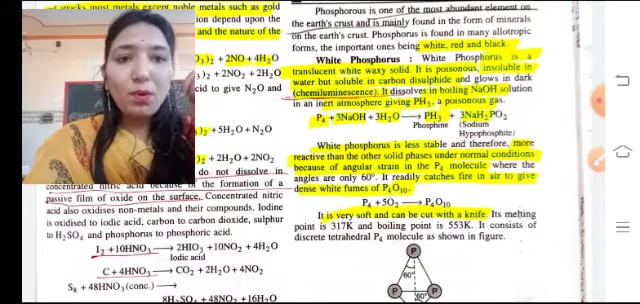 and attacks most metals except noble metals such as gold
ion depend upon the
and the nature of the
O₃)₂ + 2NO + 4H₂O
₃)₂ + 2NO₂ + 2H₂O
cid to give N₂O and
)₂ + 5H₂O + N₂O
)₂ + 2H₂O + 2NO₂
do not dissolve in
concentrated nitric acid because of the formation of a
passive film of oxide on the surface. Concentrated nitric
acid also oxidises non-metals and their compounds. Iodine
is oxidised to iodic acid, carbon to carbon dioxide, sulphur
to H₂SO₄ and phosphorus to phosphoric acid.
I₂ + 10HNO₃ ⟶ 2HIO₃ + 10NO₂ + 4H₂O
Iodic acid
C + 4HNO₃ ⟶ CO₂ + 2H₂O + 4NO₂
S₈ + 48HNO₃(conc.) ⟶
8H₂SO₄ + 48NO₂ + 16H₂O
Phosphorous is one of the most abundant element on
the earth's crust and is mainly found in the form of minerals
on the earth's crust. Phosphorus is found in many allotropic
forms, the important ones being white, red and black.
White Phosphorus : White Phosphorus is a
translucent white waxy solid. It is poisonous, insoluble in
water but soluble in carbon disulphide and glows in dark
(chemiluminescence). It dissolves in boiling NaOH solution
in an inert atmosphere giving PH₃, a poisonous gas.
P₄ + 3NaOH + 3H₂O ⟶ PH₃ + 3NaH₂PO₂
Phosphine (Sodium
Hypophosphite)
White phosphorus is less stable and therefore, more
reactive than the other solid phases under normal conditions
because of angular strain in the P₄ molecule where the
angles are only 60°. It readily catches fire in air to give
dense white fumes of P₄O₁₀.
P₄ + 5O₂ ⟶ P₄O₁₀
It is very soft and can be cut with a knife. Its melting
point is 317K and boiling point is 553K. It consists of
discrete tetrahedral P₄ molecule as shown in figure.
P
60°
P 60° P